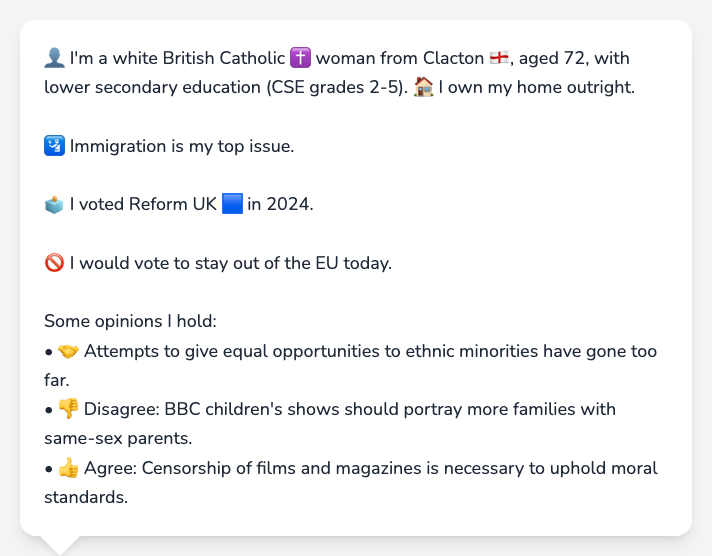 👤 I'm a white British Catholic ✝️ woman from Clacton 🏴󠁧󠁢󠁥󠁮󠁧󠁿, aged 72, with
lower secondary education (CSE grades 2-5). 🏠 I own my home outright.
🛂 Immigration is my top issue.
🗳️ I voted Reform UK 🟦 in 2024.
🚫 I would vote to stay out of the EU today.
Some opinions I hold:
• 🤝 Attempts to give equal opportunities to ethnic minorities have gone too
far.
• 👎 Disagree: BBC children's shows should portray more families with
same-sex parents.
• 👍 Agree: Censorship of films and magazines is necessary to uphold moral
standards.